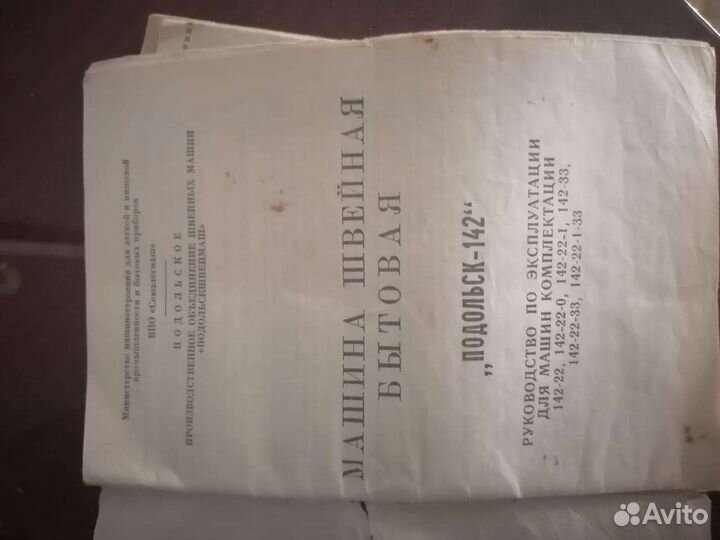 Министерство машиностроения для легкой и пищевой
промышленности и бытовых приборов
ВПО «Союзлегмаш»
ПОДОЛЬСКОЕ
ПРОИЗВОДСТВЕННОЕ ОБЪЕДИНЕНИЕ ШВЕЙНЫХ МАШИН
«ПОДОЛЬСКШВЕЙМАШ»
МАШИНА ШВЕЙНАЯ
БЫТОВАЯ
„ПОДОЛЬСК-142“
РУКОВОДСТВО ПО ЭКСПЛУАТАЦИИ
ДЛЯ МАШИН КОМПЛЕКТАЦИИ
142-22, 142-22-0, 142-22-1, 142-33,
142-22-33, 142-22-1-33
Avito